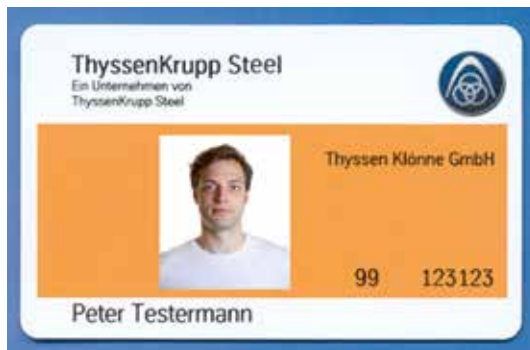 ThyssenKrupp Steel
Ein Unternehmen von
ThyssenKrupp Steel
Thyssen Klönne GmbH
99 123123
Peter Testermann